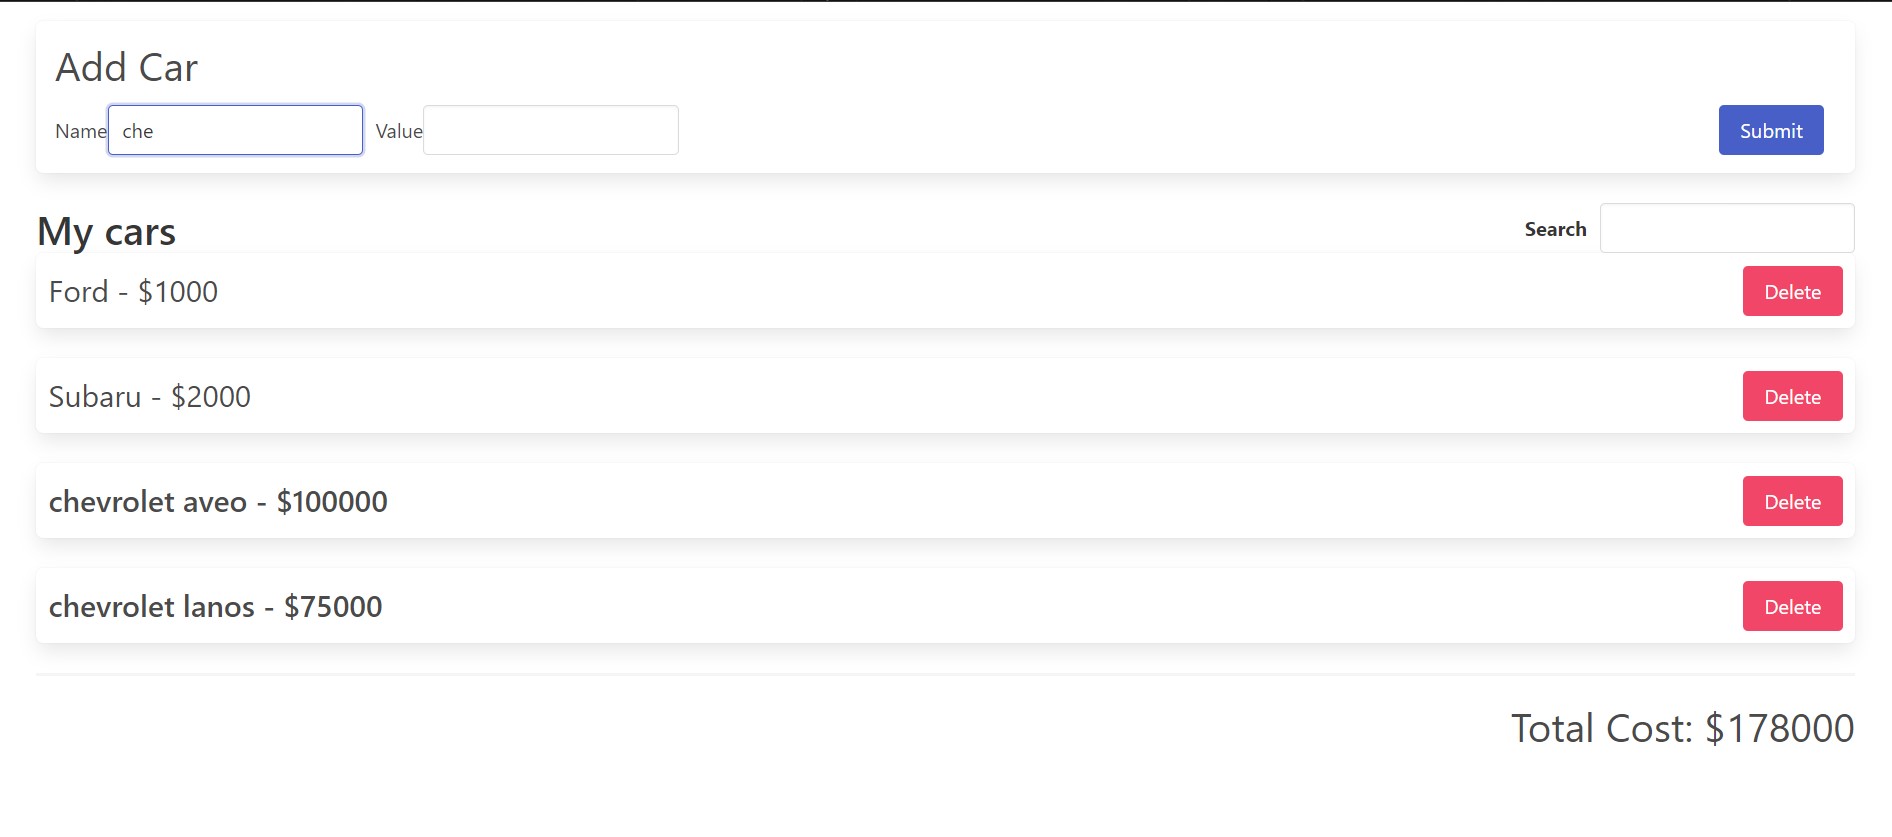 Add Car
Name che Value Submit
My cars Search
Ford - $1000 Delete
Subaru - $2000 Delete
chevrolet aveo - $100000 Delete
chevrolet lanos - $75000 Delete
Total Cost: $178000